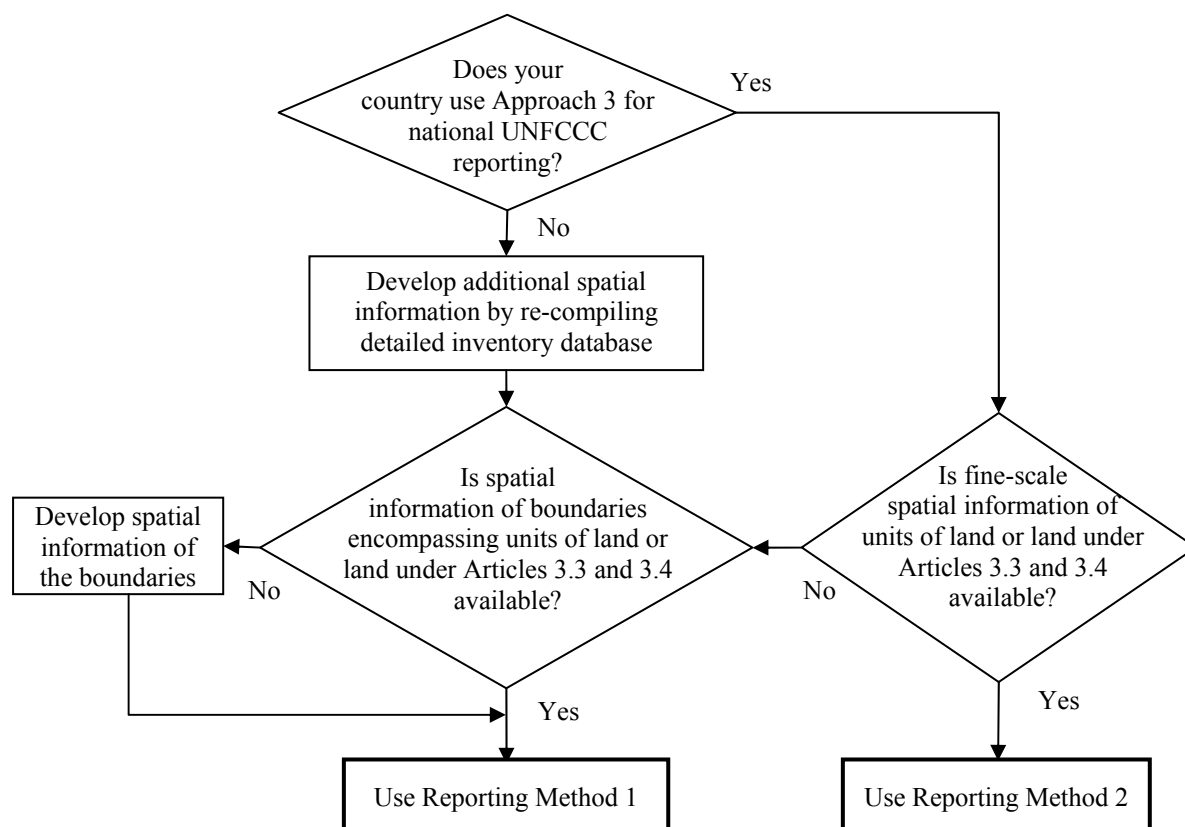 Does your
country use Approach 3 for
national UNFCCC
reporting?
Yes
No
Develop additional spatial
information by re-compiling
detailed inventory database
Is spatial
information of boundaries
encompassing units of land or
land under Articles 3.3 and 3.4
available?
Is fine-scale
spatial information of
units of land or land under
Articles 3.3 and 3.4
available?
Develop spatial
information of
the boundaries
No
No
Yes
Yes
Use Reporting Method 1
Use Reporting Method 2